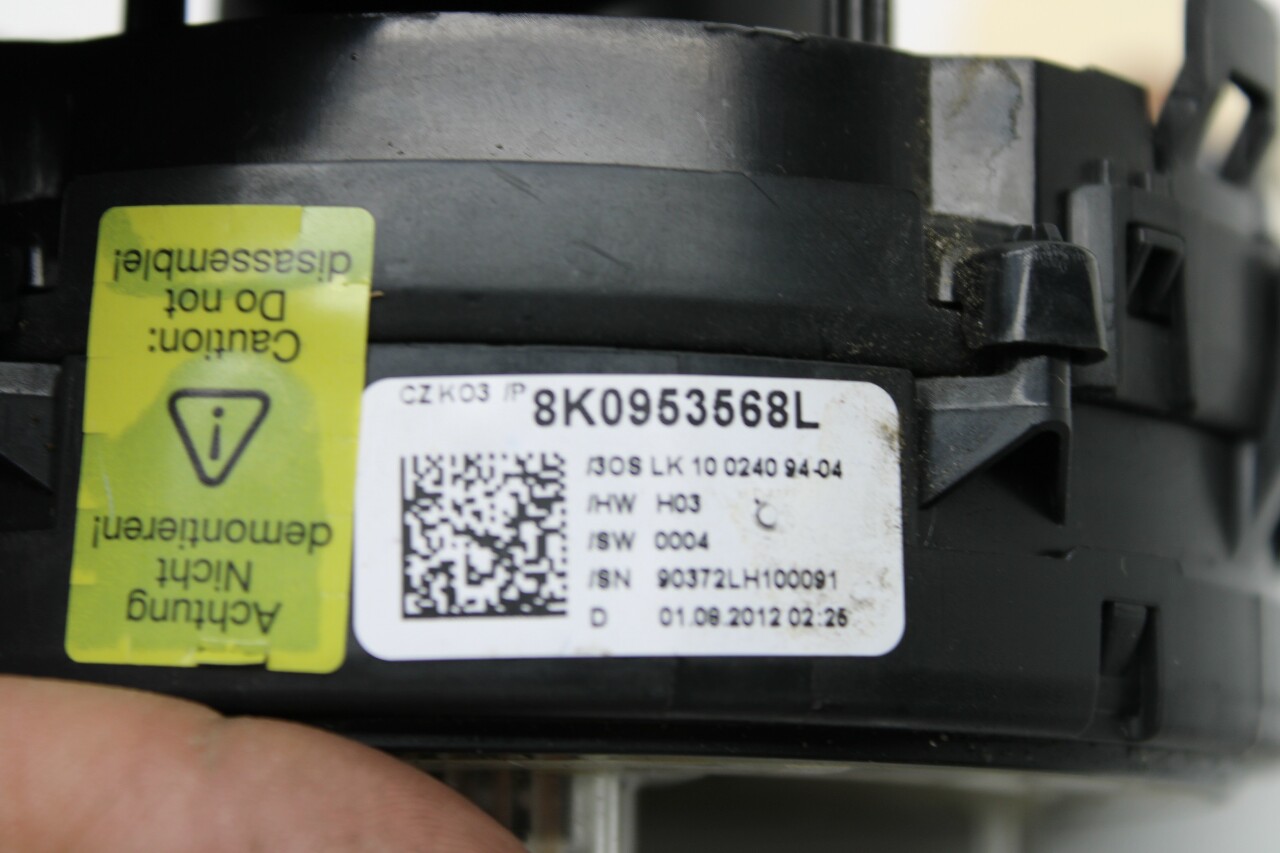 Achtung
Nicht
demontieren!
Caution:
Do not
disassemble!
CZ K03 /P 8K0953568L
/3OS LK 10 0240 94-04
/HW H03
/SW 0004
/SN 90372LH100091
D 01.08.2012 02:25